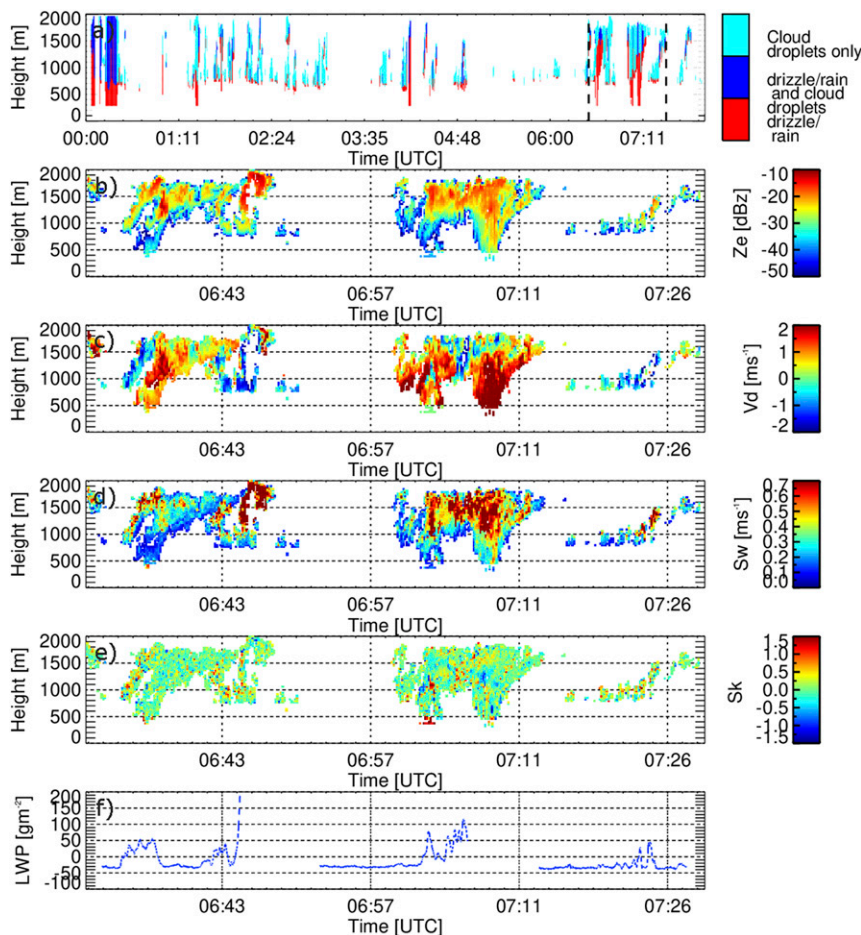 a)
Height [m]
2000
1500
1000
500
0
00:00 01:11 02:24 03:35 04:48 06:00 07:11
Time [UTC]
Cloud
droplets only
drizzle/rain
and cloud
droplets
drizzle/
rain
b)
Height [m]
2000
1500
1000
500
0
06:43 06:57 07:11 07:26
Time [UTC]
-10
-20
-30
-40
-50
Ze [dBz]
c)
Height [m]
2000
1500
1000
500
0
06:43 06:57 07:11 07:26
Time [UTC]
2
1
0
-1
-2
Vd [ms-1]
d)
Height [m]
2000
1500
1000
500
0
06:43 06:57 07:11 07:26
Time [UTC]
0.7
0.6
0.5
0.4
0.3
0.2
0.1
0.0
Sw [ms-1]
e)
Height [m]
2000
1500
1000
500
0
06:43 06:57 07:11 07:26
Time [UTC]
1.5
1.0
0.5
0.0
-0.5
-1.0
-1.5
Sk
f)
LWP [gm-2]
200
150
100
50
0
-50
-100
06:43 06:57 07:11 07:26
Time [UTC]